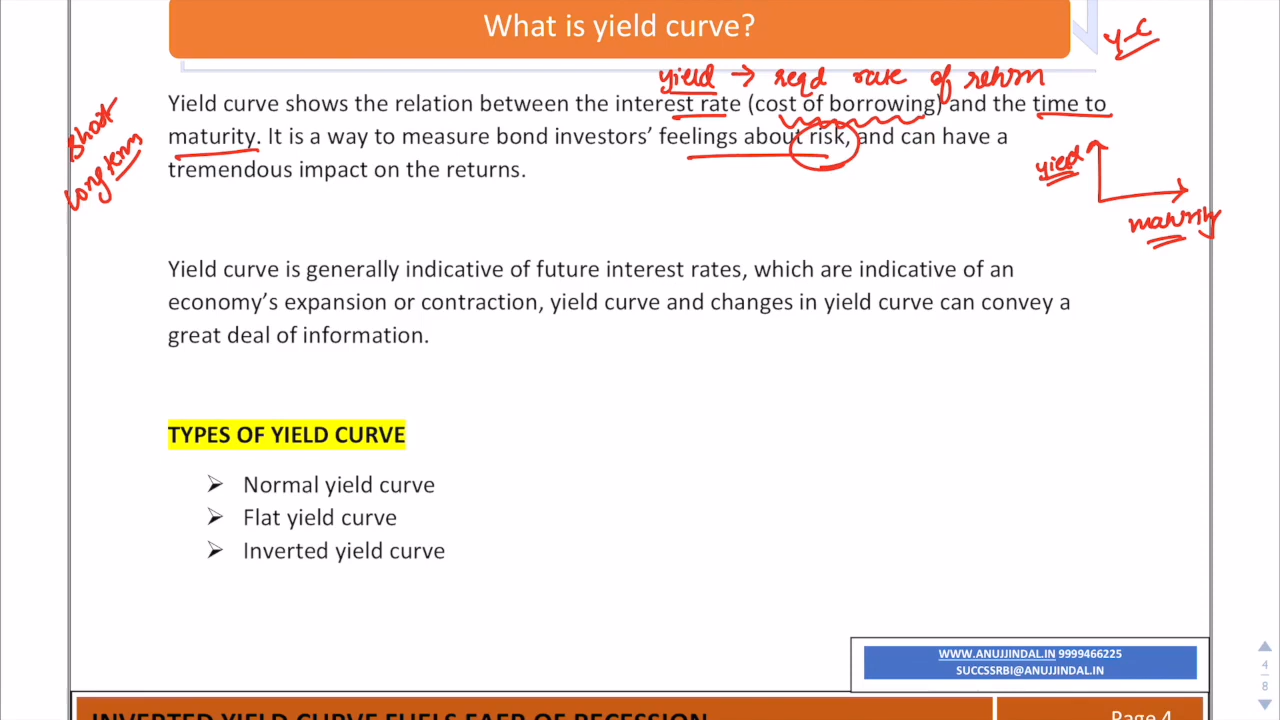 What is yield curve?
Y-C
yield → reqd rate of return
Yield curve shows the relation between the interest rate (cost of borrowing) and the time to
maturity. It is a way to measure bond investors' feelings about risk, and can have a
tremendous impact on the returns.
Short
long term
yield
maturity
Yield curve is generally indicative of future interest rates, which are indicative of an
economy's expansion or contraction, yield curve and changes in yield curve can convey a
great deal of information.
TYPES OF YIELD CURVE
➢ Normal yield curve
➢ Flat yield curve
➢ Inverted yield curve
WWW.ANUJJINDAL.IN 9999466225
SUCCSSRBI@ANUJJINDAL.IN
4
8
INVERTED YIELD CURVE FUELS FAER OF RECESSION
Page 4